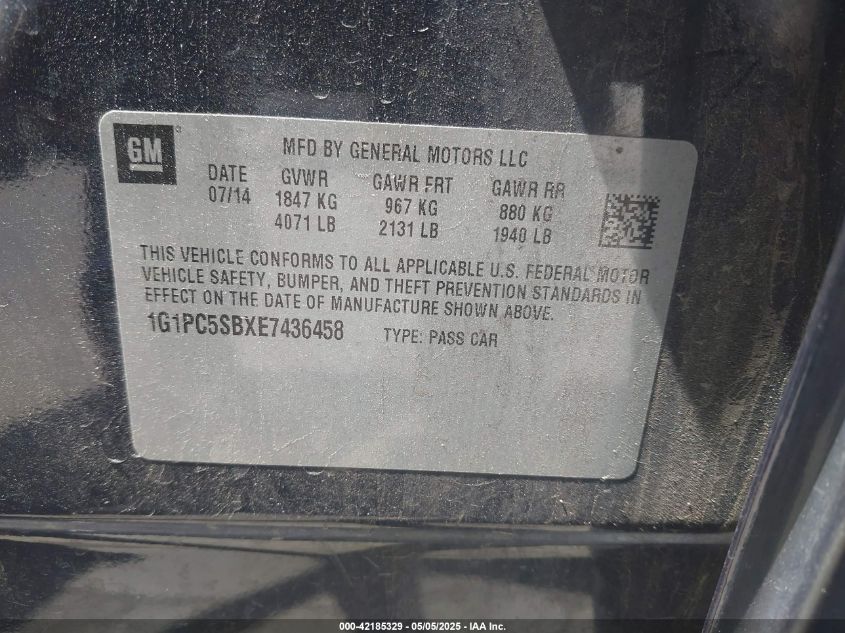 GM
MFD BY GENERAL MOTORS LLC
DATE GVWR GAWR FRT GAWR RR
07/14 1847 KG 967 KG 880 KG
4071 LB 2131 LB 1940 LB
THIS VEHICLE CONFORMS TO ALL APPLICABLE U.S. FEDERAL MOTOR
VEHICLE SAFETY, BUMPER, AND THEFT PREVENTION STANDARDS IN
EFFECT ON THE DATE OF MANUFACTURE SHOWN ABOVE.
1G1PC5SBXE7436458 TYPE: PASS CAR
000-42185329 - 05/05/2025 - IAA Inc.